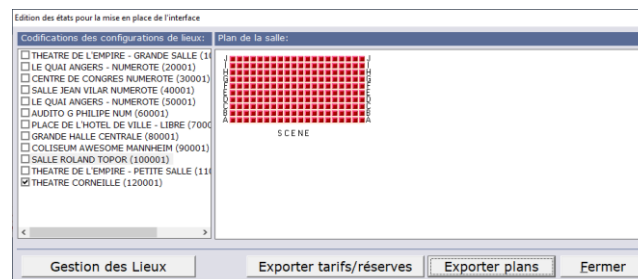 Edition des états pour la mise en place de l'interface
Codifications des configurations de lieux:
THEATRE DE L'EMPIRE - GRANDE SALLE (10
LE QUAI ANGERS - NUMEROTE (20001)
CENTRE DE CONGRES NUMEROTE (30001)
SALLE JEAN VILAR NUMEROTE (40001)
LE QUAI ANGERS - NUMEROTE (50001)
AUDITO G PHILIPE NUM (60001)
PLACE DE L'HOTEL DE VILLE - LIBRE (7000
GRANDE HALLE CENTRALE (80001)
COLISEUM AWESOME MANNHEIM (90001)
SALLE ROLAND TOPOR (100001)
THEATRE DE L'EMPIRE - PETITE SALLE (110
THEATRE CORNEILLE (120001)
Plan de la salle:
J J
I I
H H
G G
F F
E E
D D
C C
B B
A A
SCENE
Gestion des Lieux
Exporter tarifs/réserves
Exporter plans
Fermer